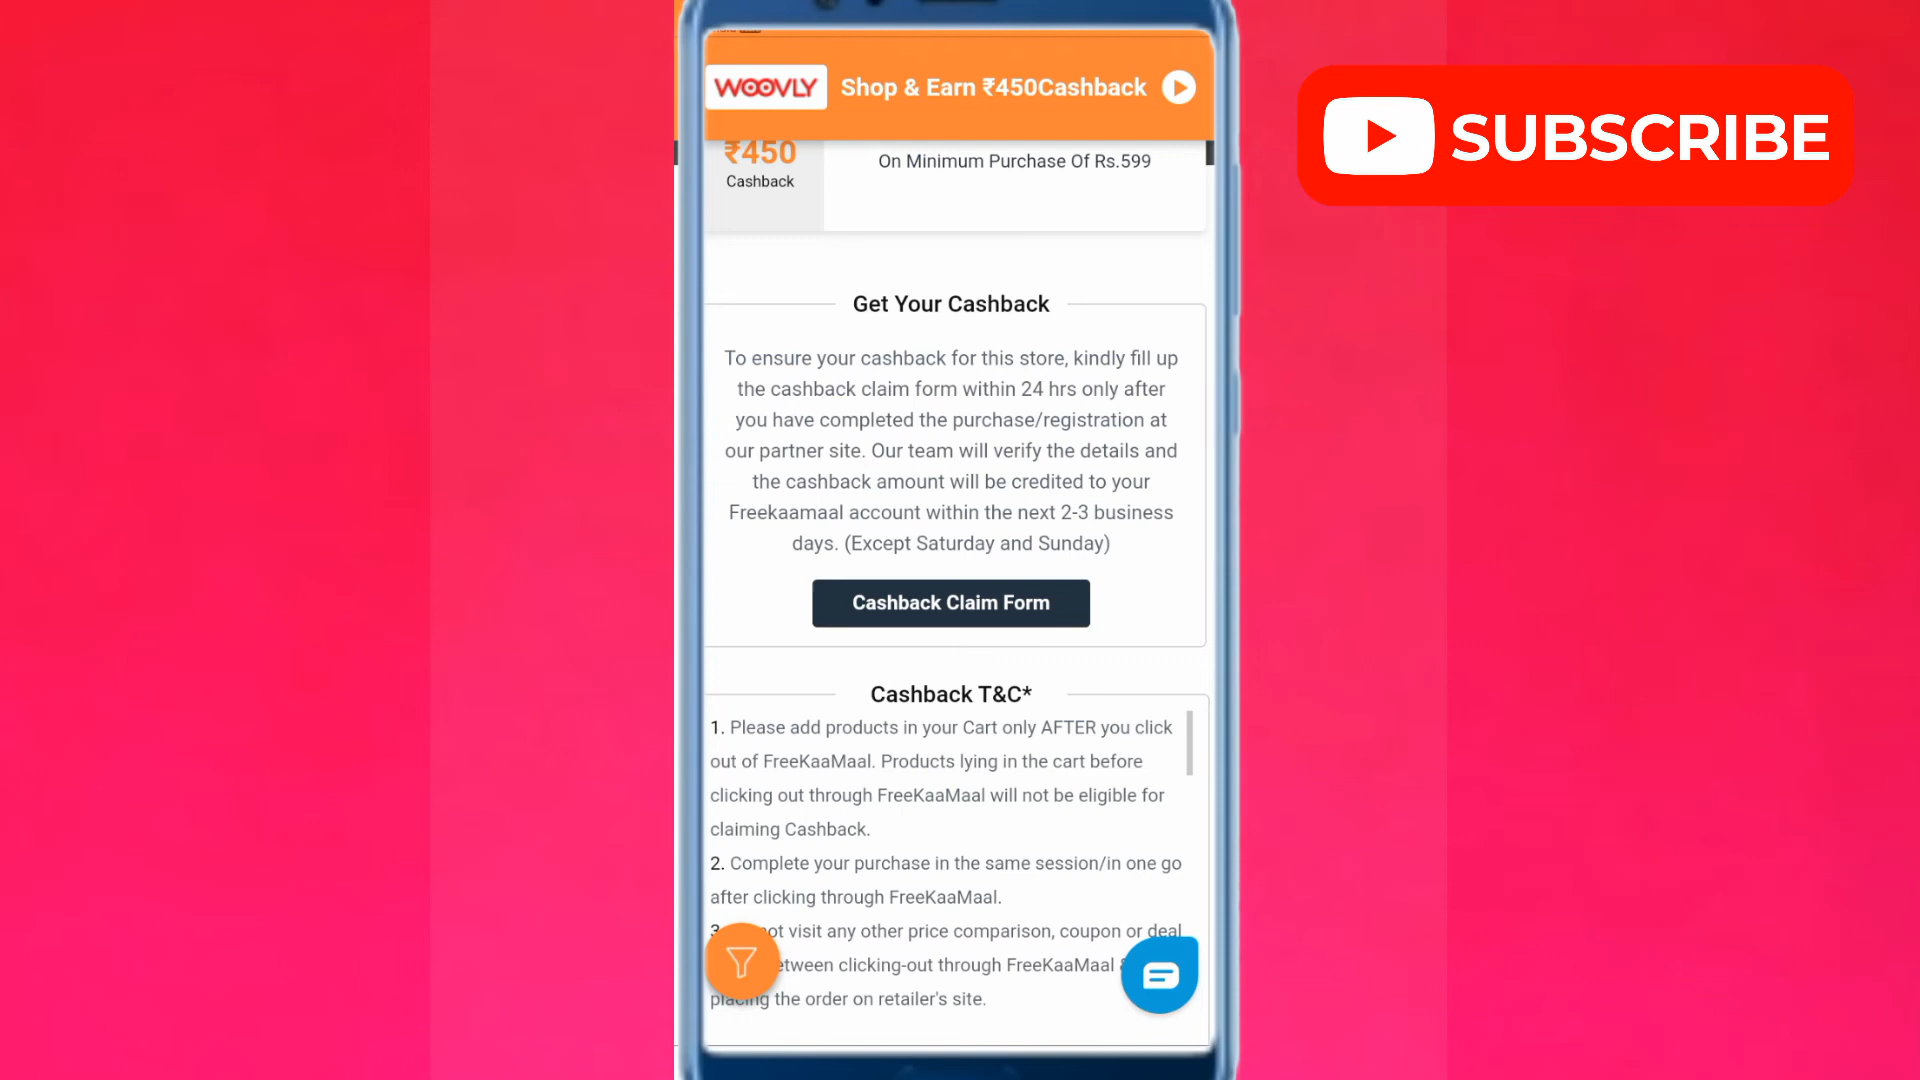 WOOVLY Shop & Earn ₹450Cashback
SUBSCRIBE
₹450
Cashback
On Minimum Purchase Of Rs.599
Get Your Cashback
To ensure your cashback for this store, kindly fill up
the cashback claim form within 24 hrs only after
you have completed the purchase/registration at
our partner site. Our team will verify the details and
the cashback amount will be credited to your
Freekaamaal account within the next 2-3 business
days. (Except Saturday and Sunday)
Cashback Claim Form
Cashback T&C*
1. Please add products in your Cart only AFTER you click
out of FreeKaaMaal. Products lying in the cart before
clicking out through FreeKaaMaal will not be eligible for
claiming Cashback.
2. Complete your purchase in the same session/in one go
after clicking through FreeKaaMaal.
visit any other price comparison, coupon or deal
clicking-out through FreeKaaMaal
placing the order on retailer's site.